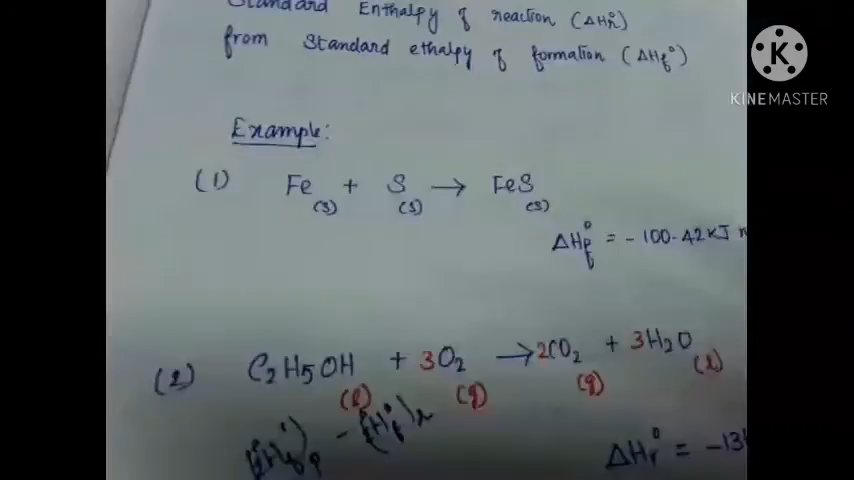 Standard Enthalpy of reaction (ΔHr°)
from Standard ethalpy of formation (ΔHf°)
K
KINEMASTER
Example:
(1) Fe(s) + S(s) → FeS(s)
ΔHf° = - 100.42 KJ
(2) C2H5OH(l) + 3O2(g) → 2CO2(g) + 3H2O(l)
ΔHr° = -13